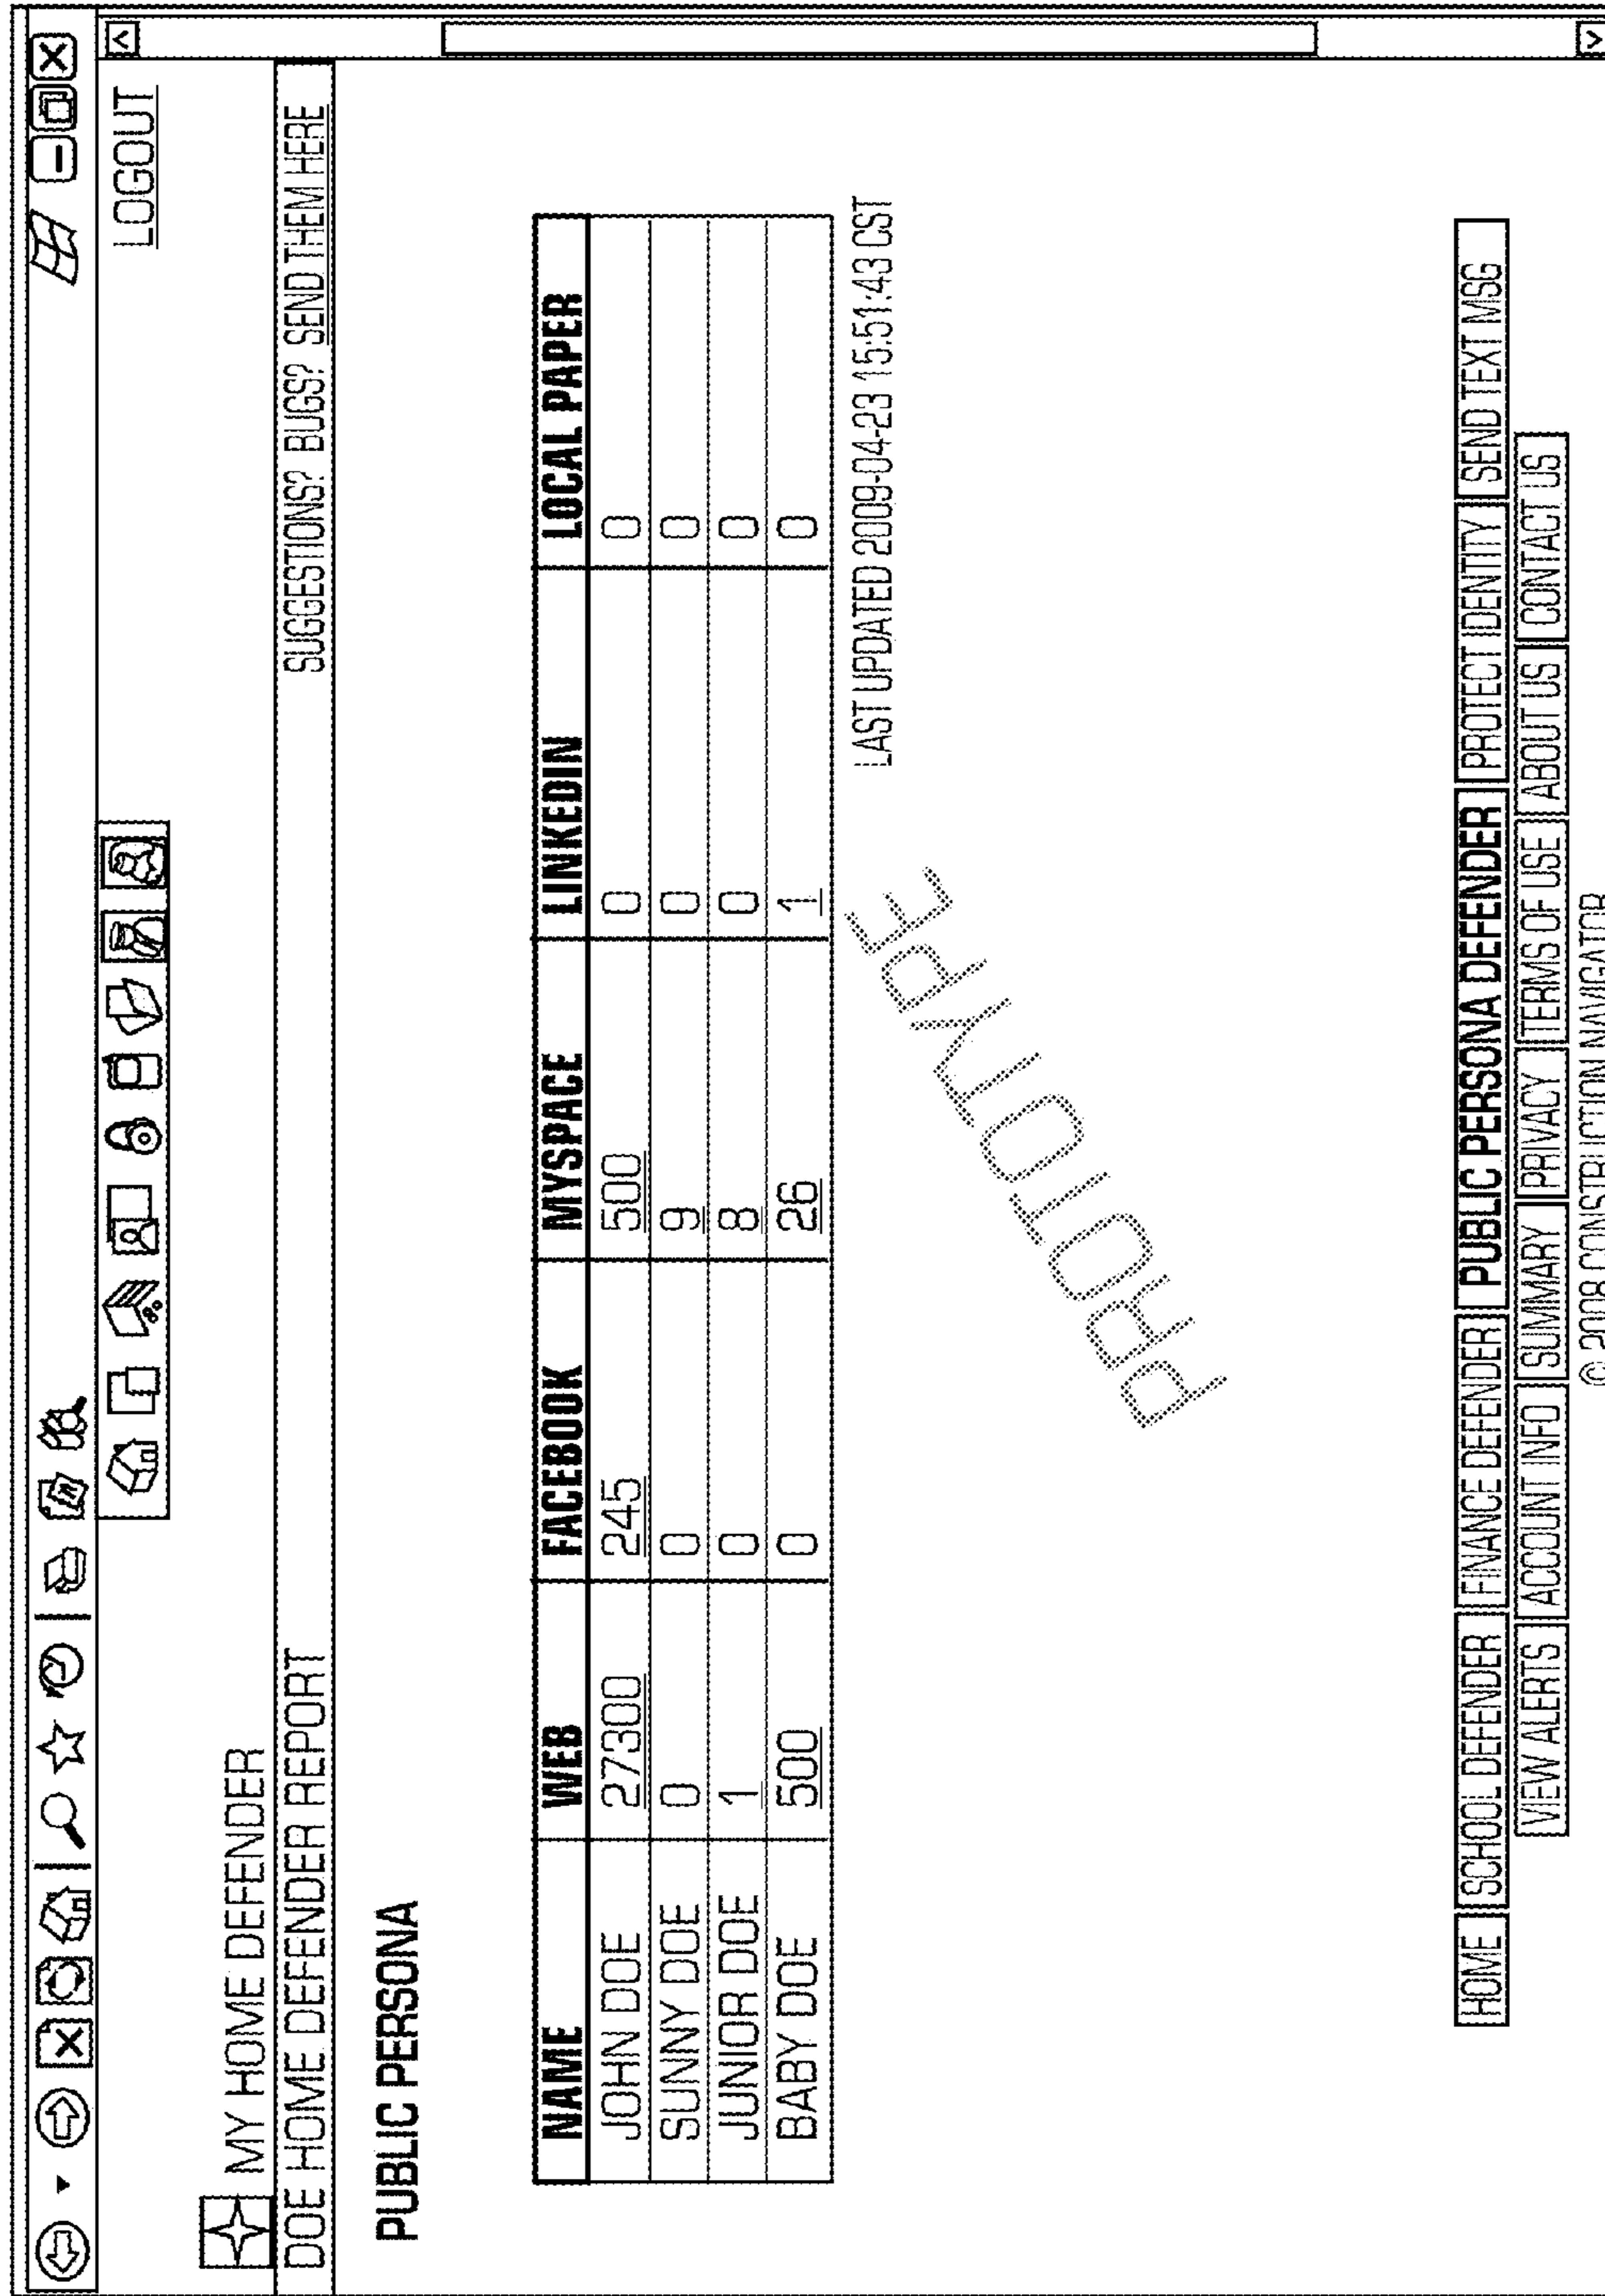 LOGOUT
MY HOME DEFENDER
DOE HOME DEFENDER REPORT SUGGESTIONS? BUGS? SEND THEM HERE
PUBLIC PERSONA
NAME WEB FACEBOOK MYSPACE LINKEDIN LOCAL PAPER
JOHN DOE 27300 245 500 0 0
SUNNY DOE 0 0 9 0 0
JUNIOR DOE 1 0 8 0 0
BABY DOE 500 0 26 1 0
LAST UPDATED 2009-04-23 15:51:43 CST
PROTOTYPE
HOME SCHOOL DEFENDER FINANCE DEFENDER PUBLIC PERSONA DEFENDER PROTECT IDENTITY SEND TEXT MSG
VIEW ALERTS ACCOUNT INFO SUMMARY PRIVACY TERMS OF USE ABOUT US CONTACT US
© 2008 CONSTRUCTION NAVIGATOR